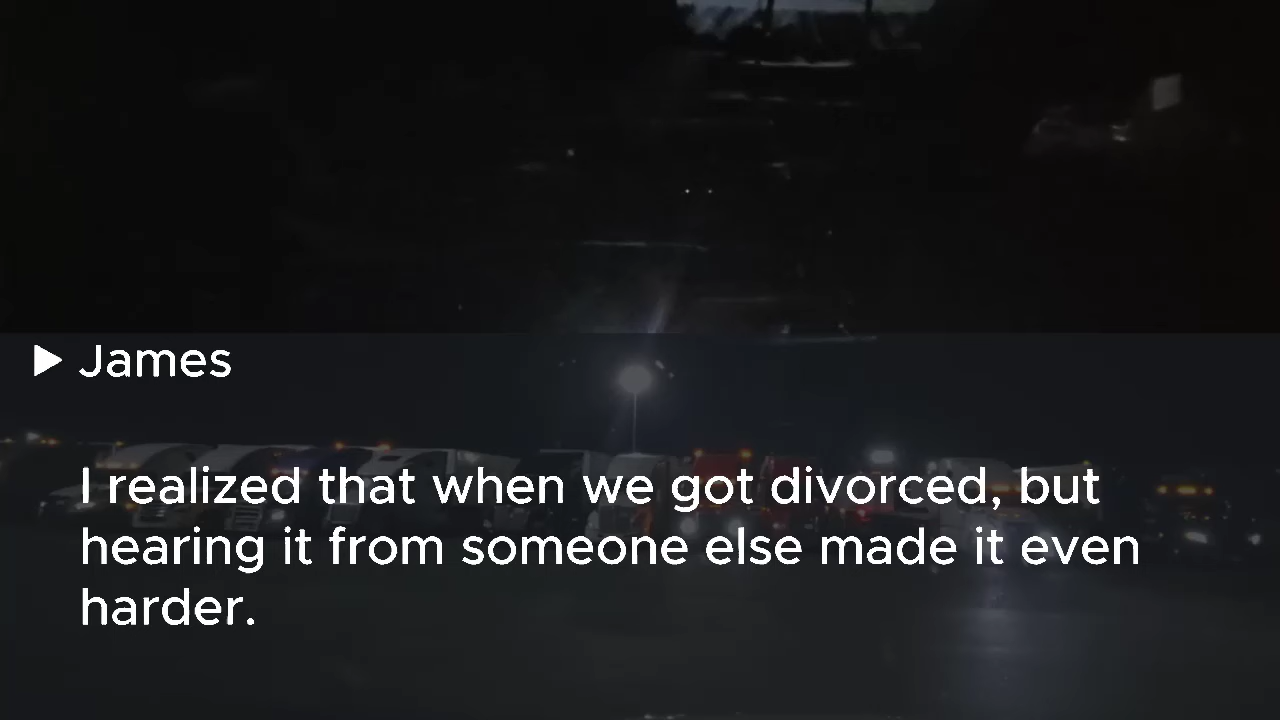 James
I realized that when we got divorced, but
hearing it from someone else made it even
harder.